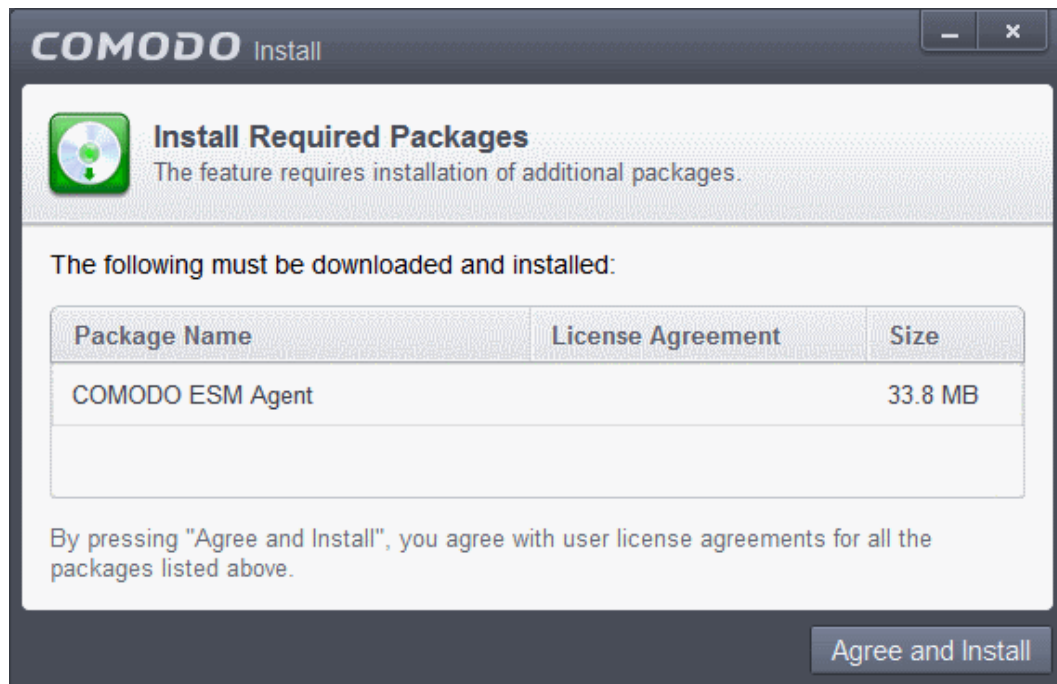 COMODO Install
Install Required Packages
The feature requires installation of additional packages.
The following must be downloaded and installed:
Package Name License Agreement Size
COMODO ESM Agent 33.8 MB
By pressing "Agree and Install", you agree with user license agreements for all the
packages listed above.
Agree and Install